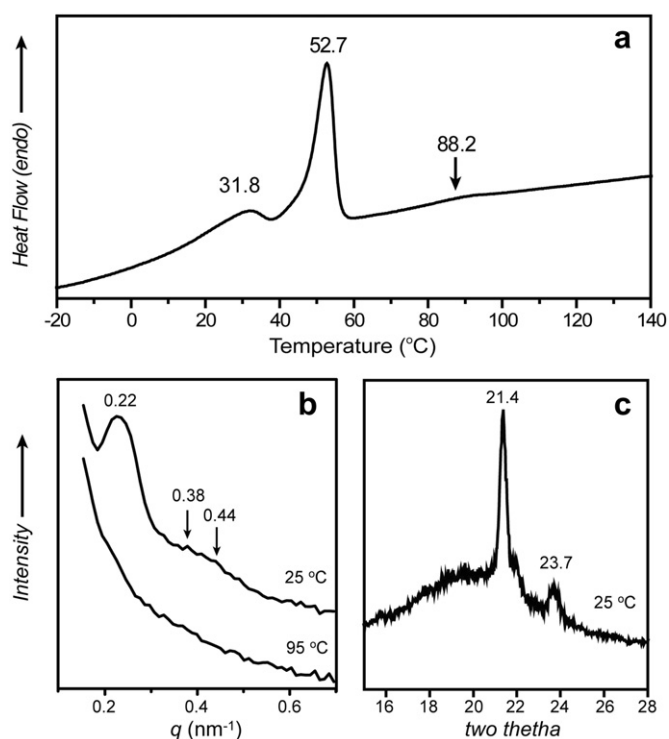 a
52.7
31.8
88.2
Heat Flow (endo)
-20 0 20 40 60 80 100 120 140
Temperature (°C)
b
0.22
0.38
0.44
25 °C
95 °C
Intensity
0.2 0.4 0.6
q (nm-1)
c
21.4
23.7
25 °C
16 18 20 22 24 26 28
two thetha